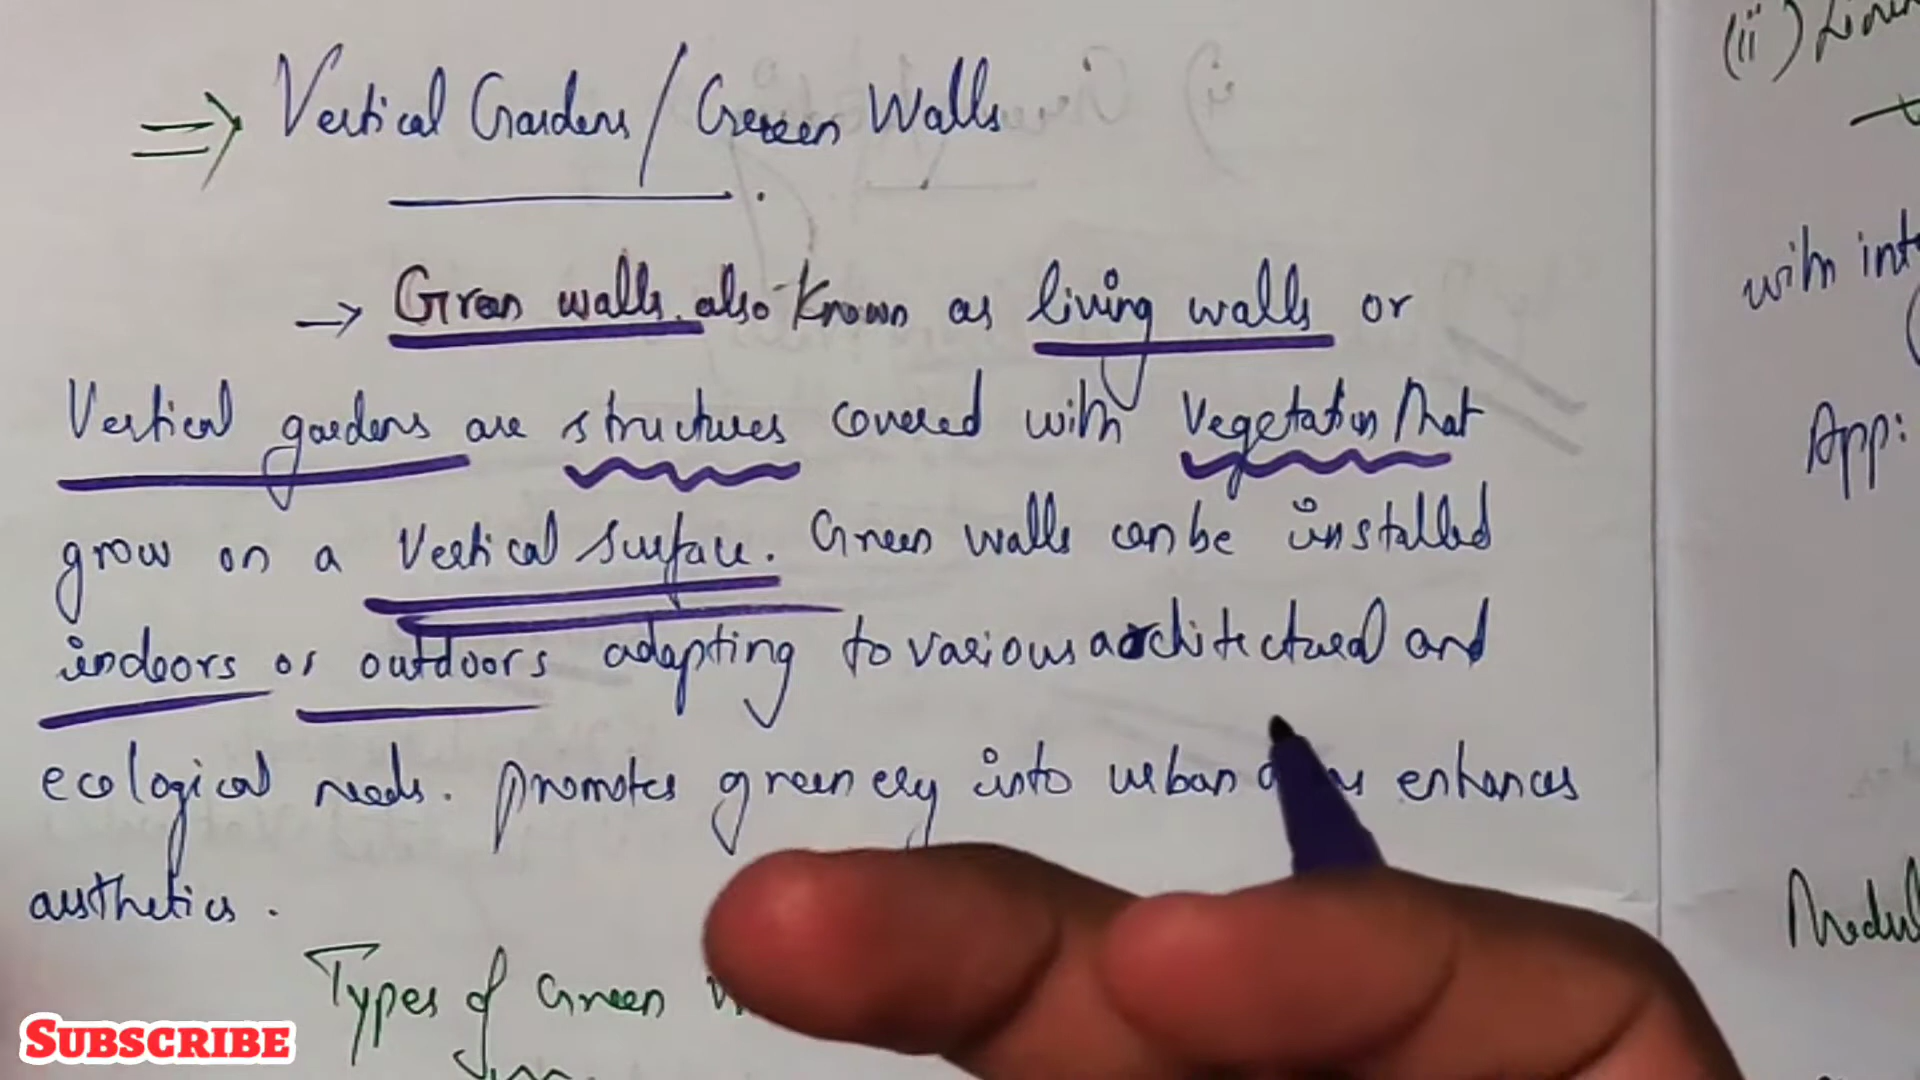 ⇒ Vertical Gardens / Green Walls
→ Green walls also known as living walls or
Vertical gardens are structures covered with Vegetation that
grow on a Vertical surface. Green walls can be installed
indoors or outdoors adapting to various architectural and
ecological needs. promotes greenery into urban enhances
aesthetics.
Types of Green
(ii)
with
App:
SUBSCRIBE